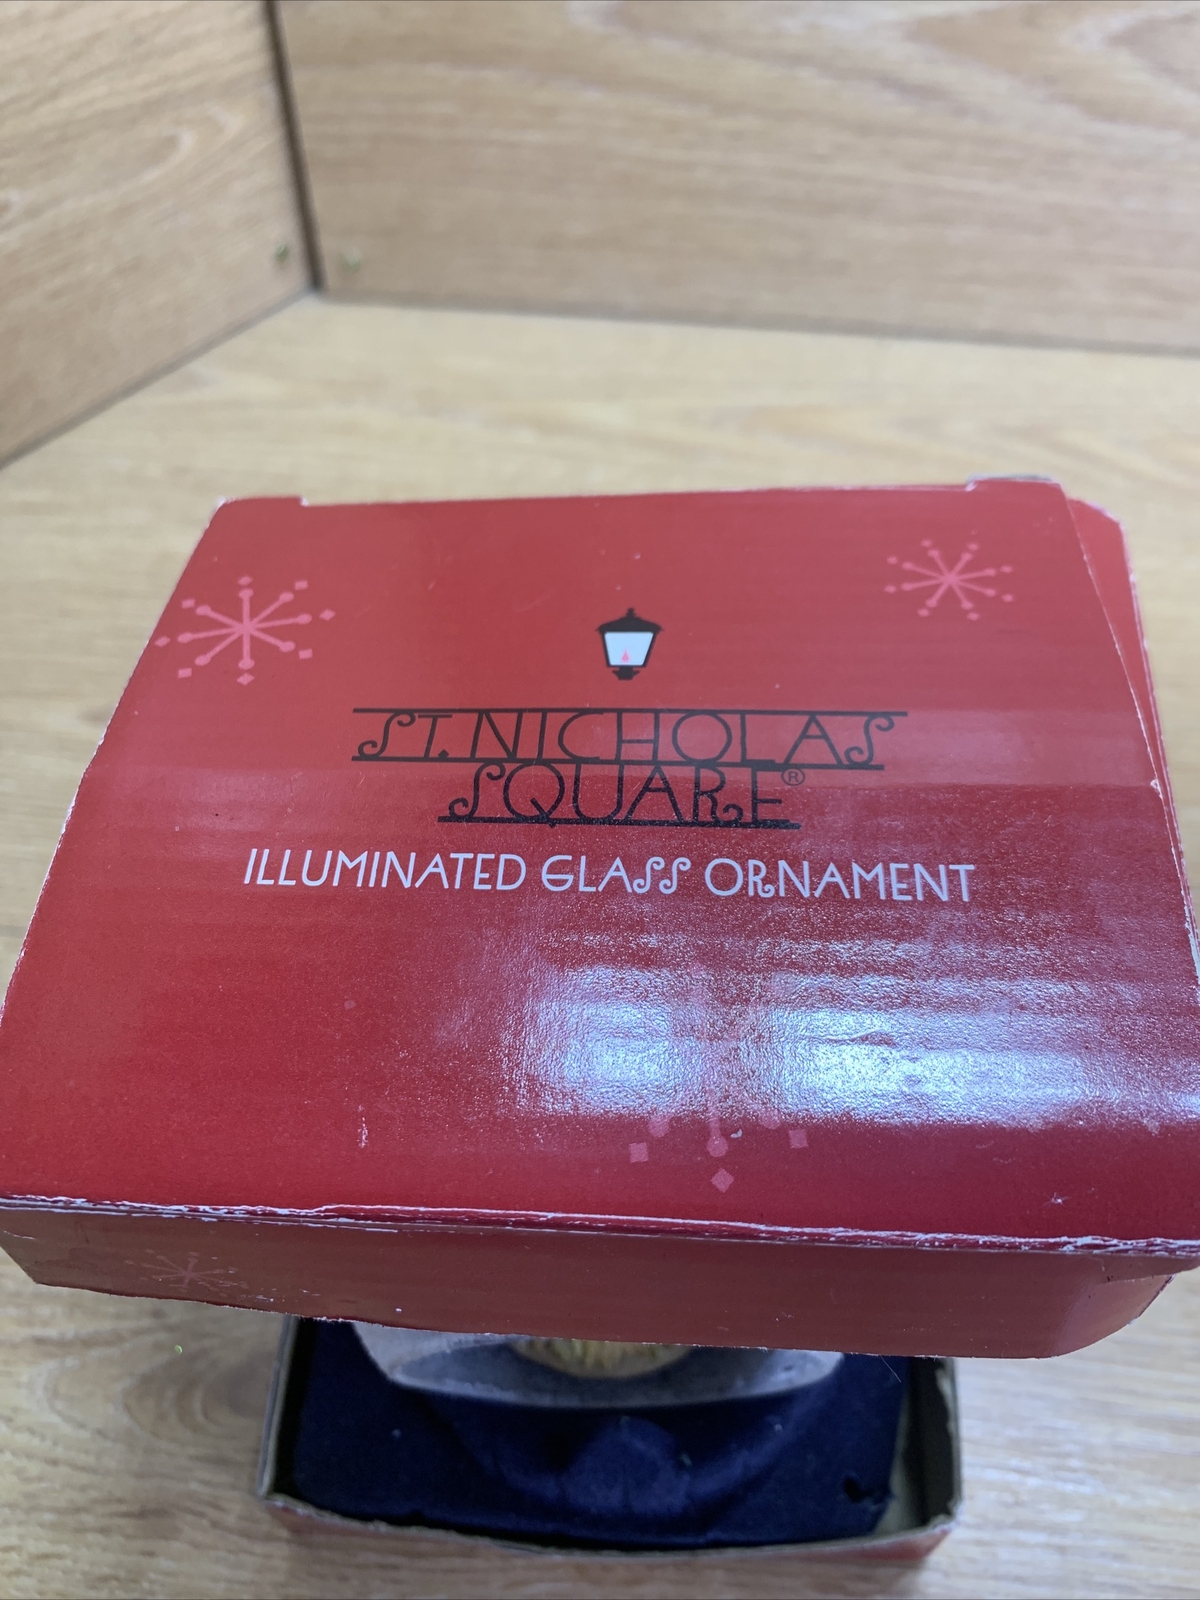 ST. NICHOLAS
SQUARE®
ILLUMINATED GLASS ORNAMENT